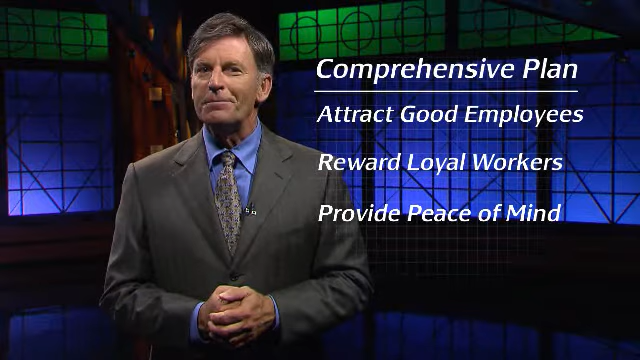 Comprehensive Plan
Attract Good Employees
Reward Loyal Workers
Provide Peace of Mind